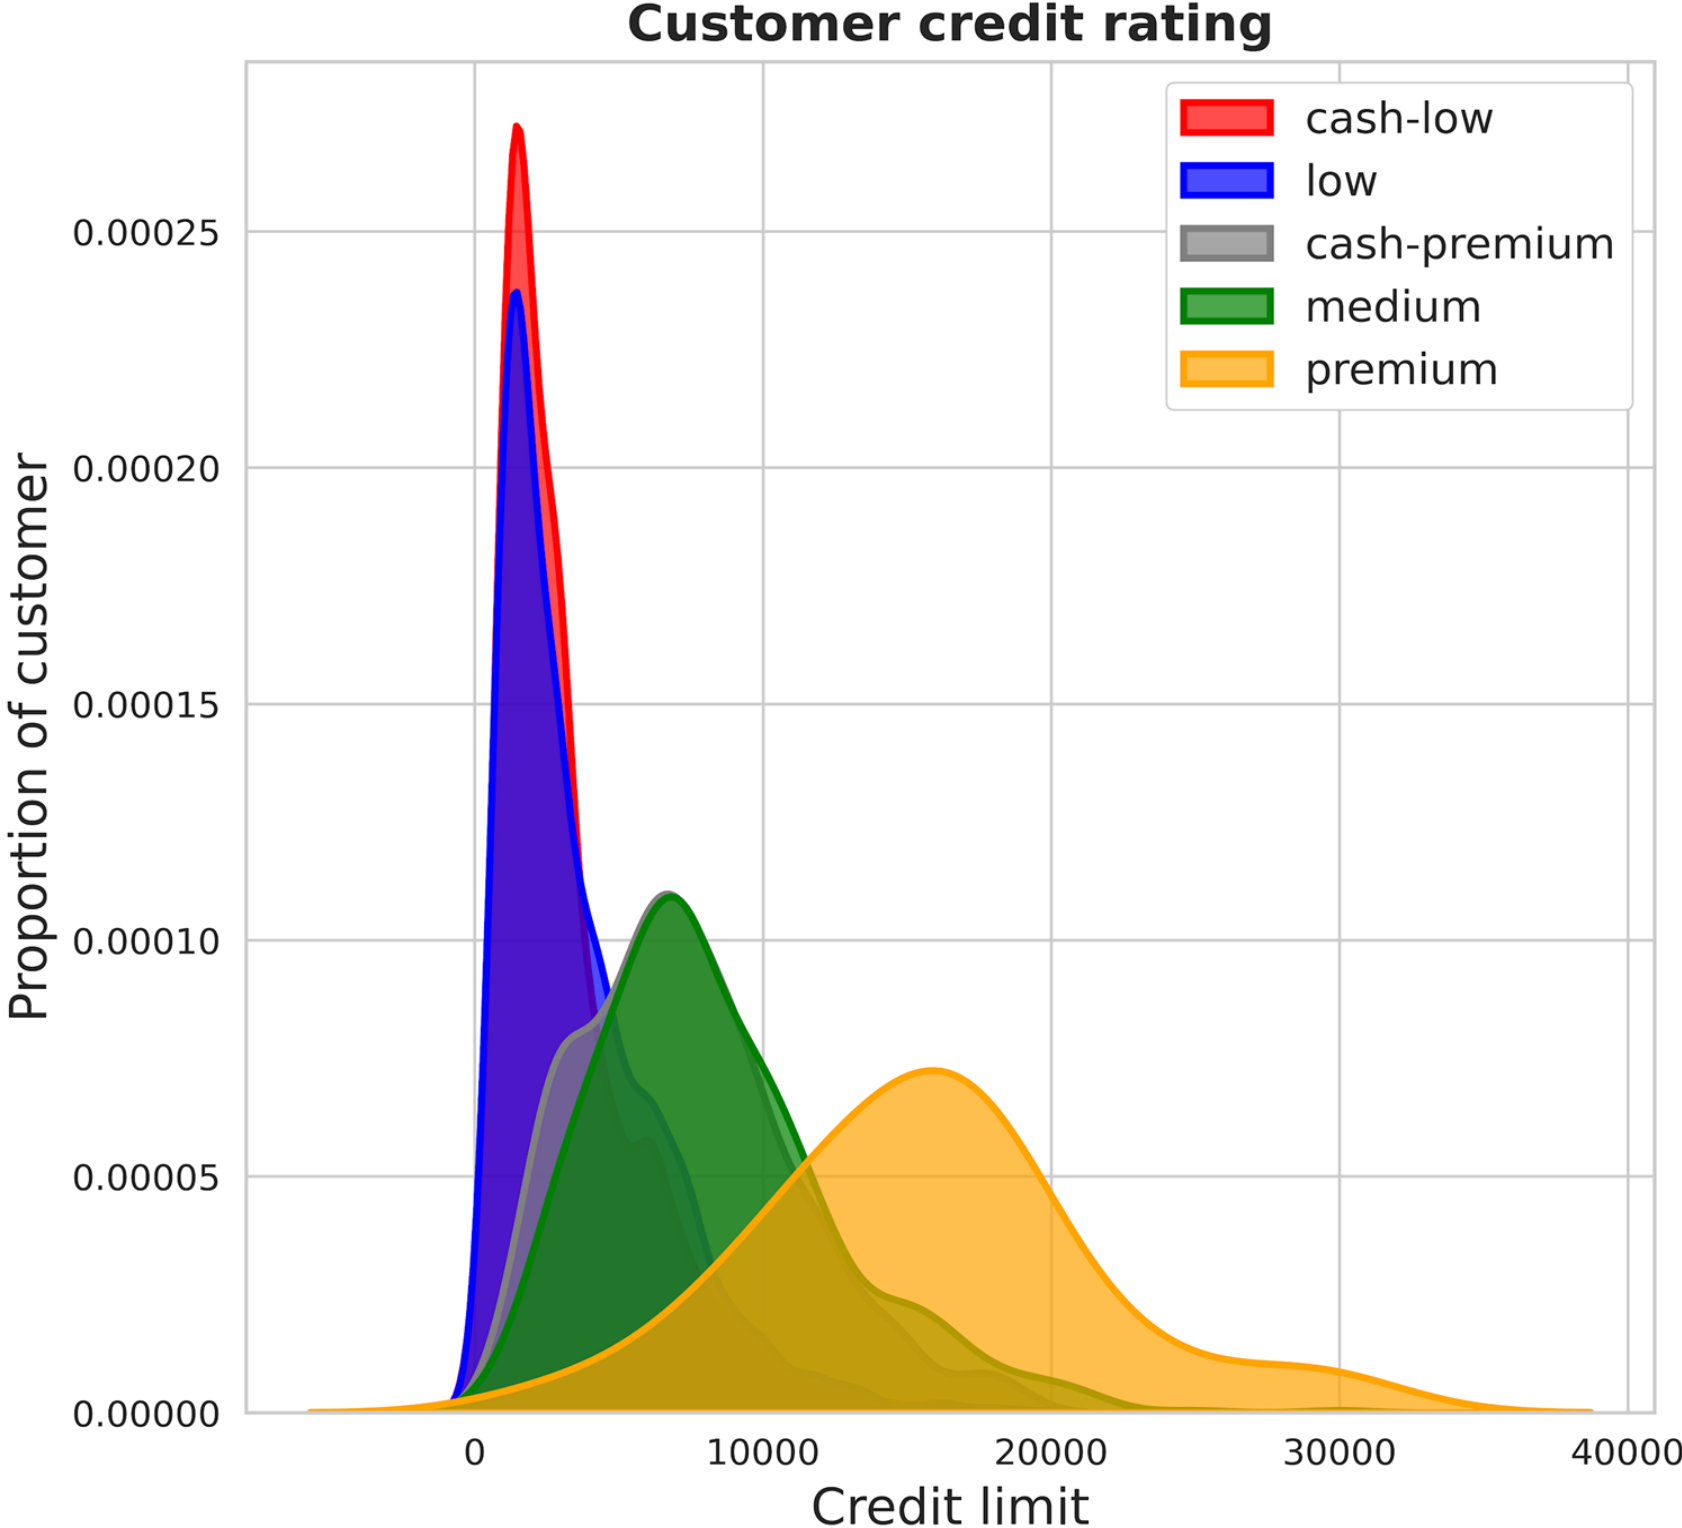 Customer credit rating
cash-low
low
cash-premium
medium
premium
Proportion of customer
0.00025
0.00020
0.00015
0.00010
0.00005
0.00000
0 10000 20000 30000 40000
Credit limit